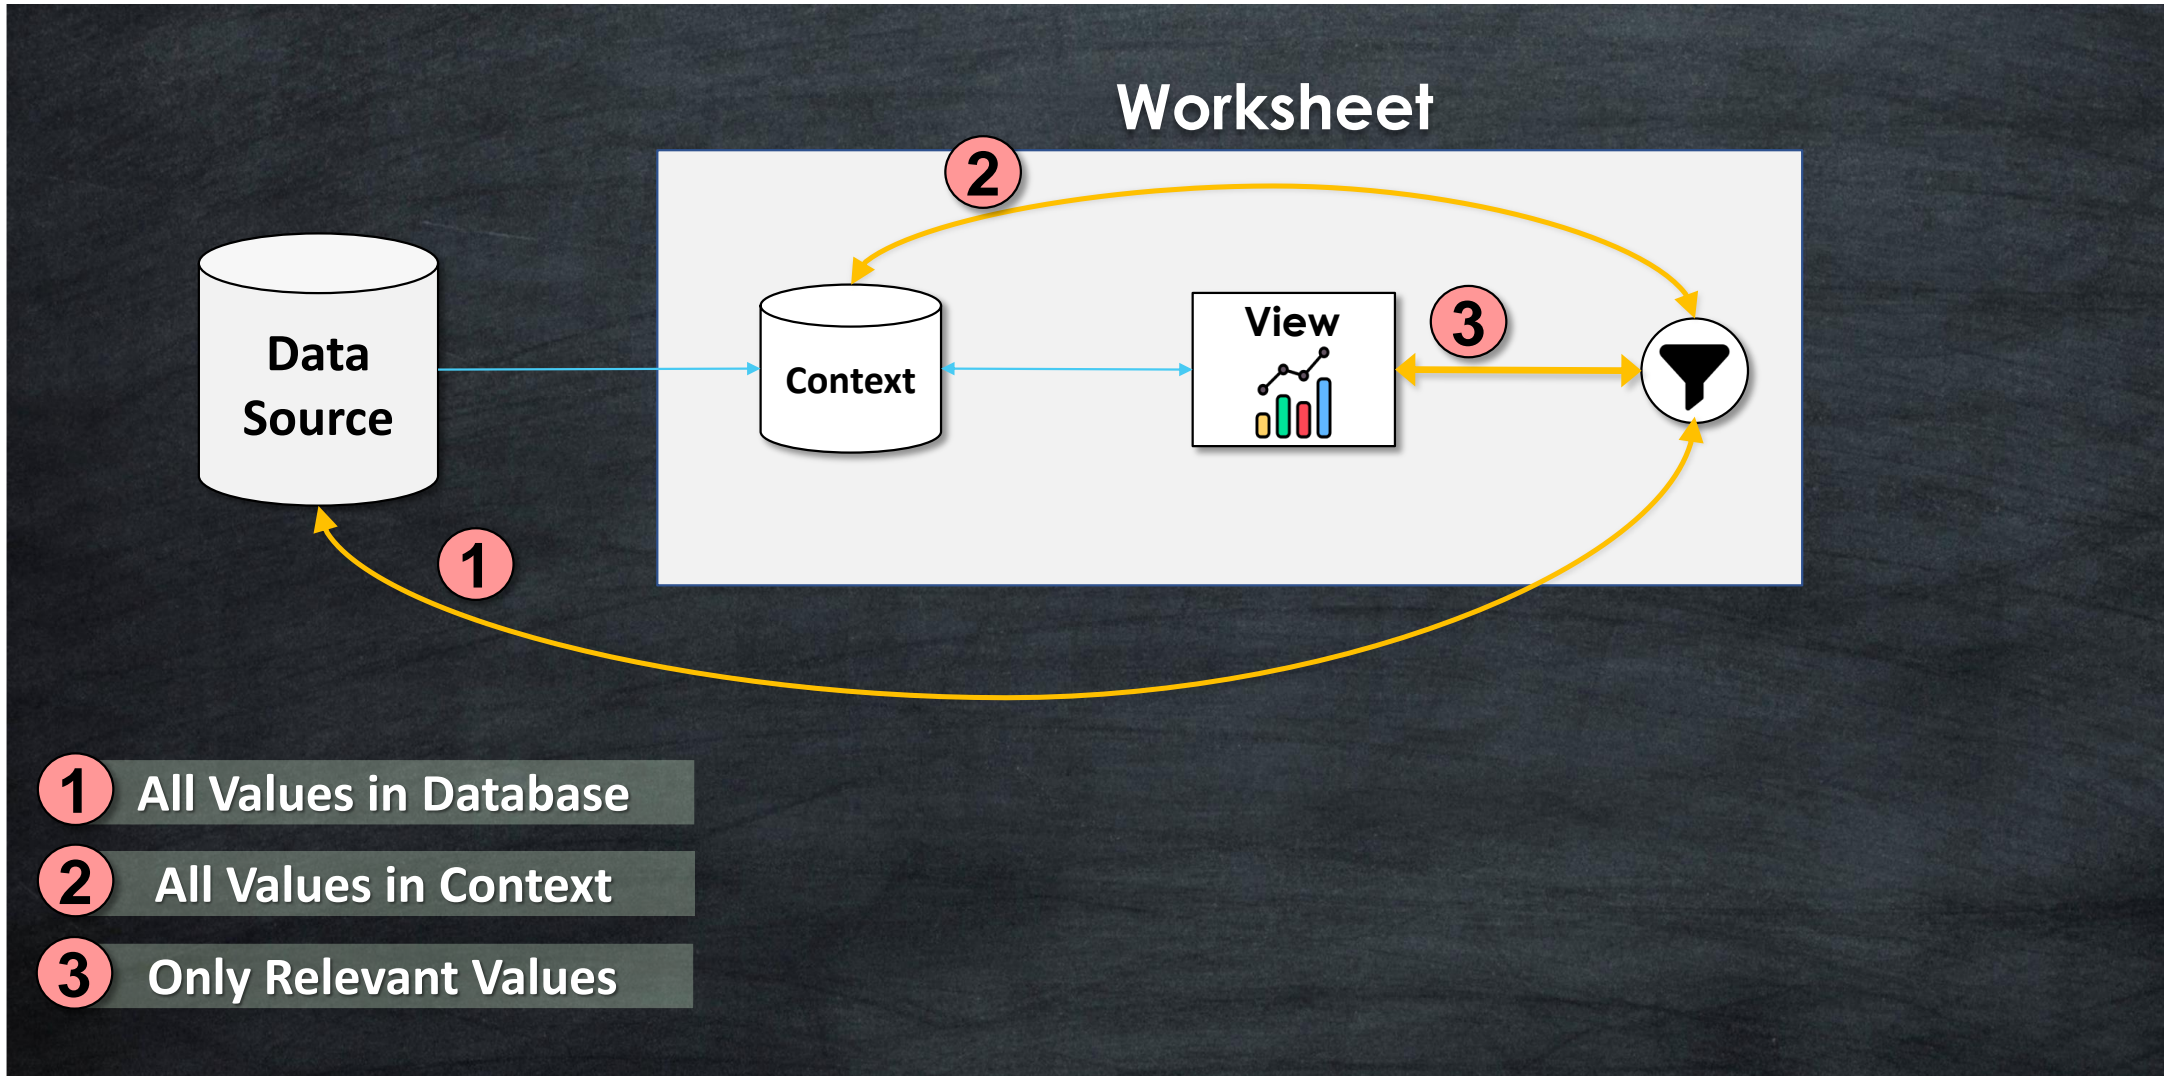 Worksheet
2
Data
Source
Context
View
3
1
1 All Values in Database
2 All Values in Context
3 Only Relevant Values